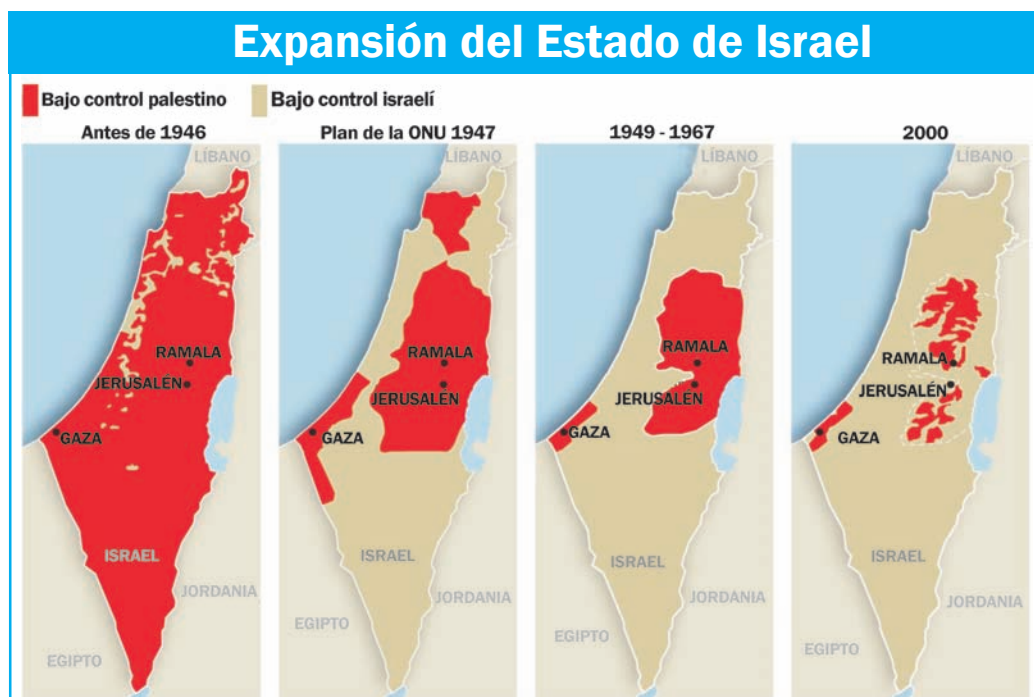 Expansión del Estado de Israel
Bajo control palestino
Bajo control israelí
Antes de 1946
LÍBANO
RAMALA
JERUSALÉN
GAZA
ISRAEL
JORDANIA
EGIPTO
Plan de la ONU 1947
LÍBANO
RAMALA
JERUSALÉN
GAZA
ISRAEL
JORDANIA
EGIPTO
1949 - 1967
LÍBANO
RAMALA
JERUSALÉN
GAZA
ISRAEL
JORDANIA
EGIPTO
2000
LÍBANO
RAMALA
JERUSALÉN
GAZA
ISRAEL
JORDANIA
EGIPTO